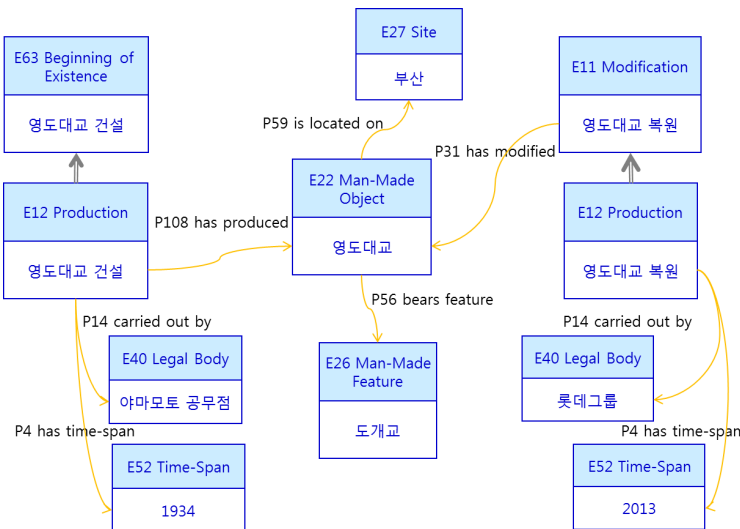 E27 Site
부산
E63 Beginning of
Existence
영도대교 건설
E11 Modification
영도대교 복원
P59 is located on
P31 has modified
E22 Man-Made
Object
영도대교
E12 Production
영도대교 건설
P108 has produced
E12 Production
영도대교 복원
P56 bears feature
P14 carried out by
P14 carried out by
E40 Legal Body
야마모토 공무점
E26 Man-Made
Feature
도개교
E40 Legal Body
롯데그룹
P4 has time-span
P4 has time-span
E52 Time-Span
1934
E52 Time-Span
2013